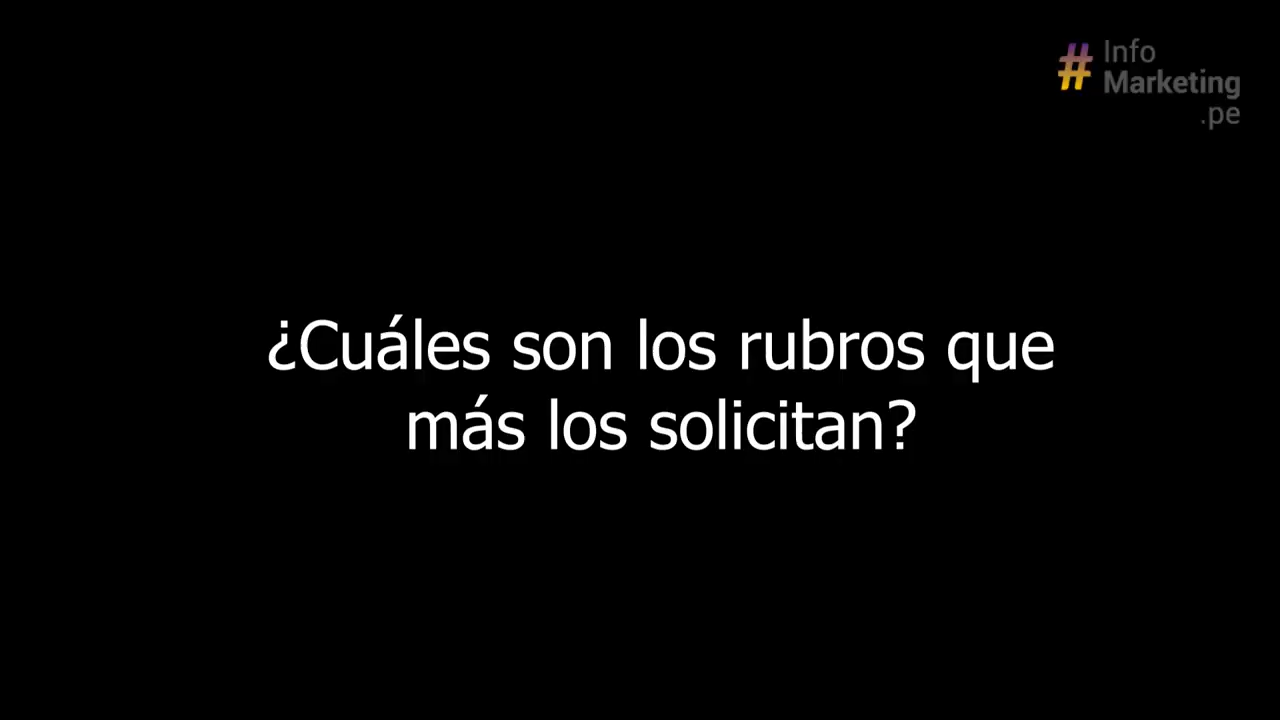 # Info
Marketing
.pe
¿Cuáles son los rubros que
más los solicitan?